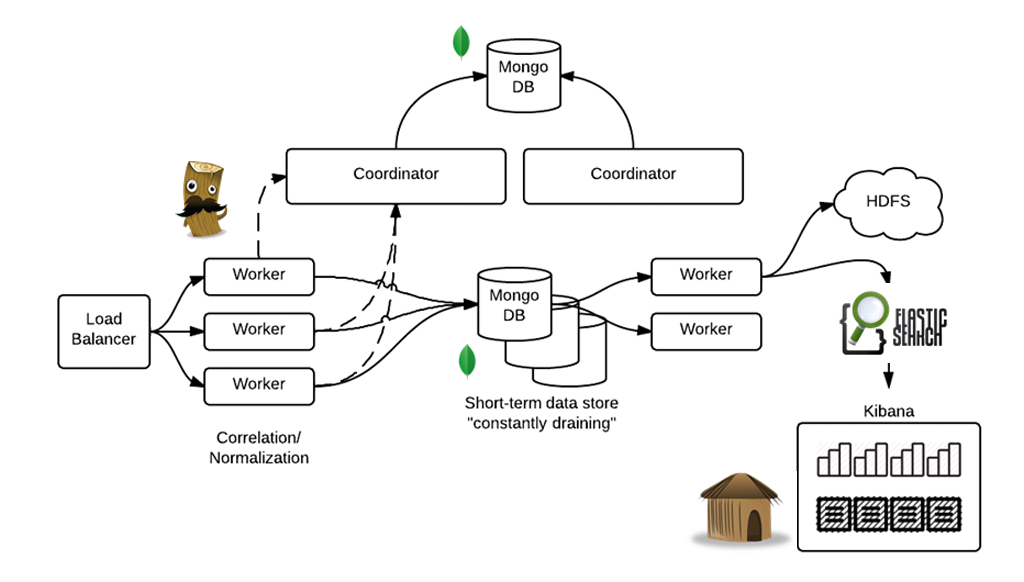 Mongo
DB
Coordinator
Coordinator
HDFS
Worker
Worker
Worker
Load
Balancer
Mongo
DB
Worker
Worker
ELASTIC
SEARCH
Short-term data store
"constantly draining"
Correlation/
Normalization
Kibana